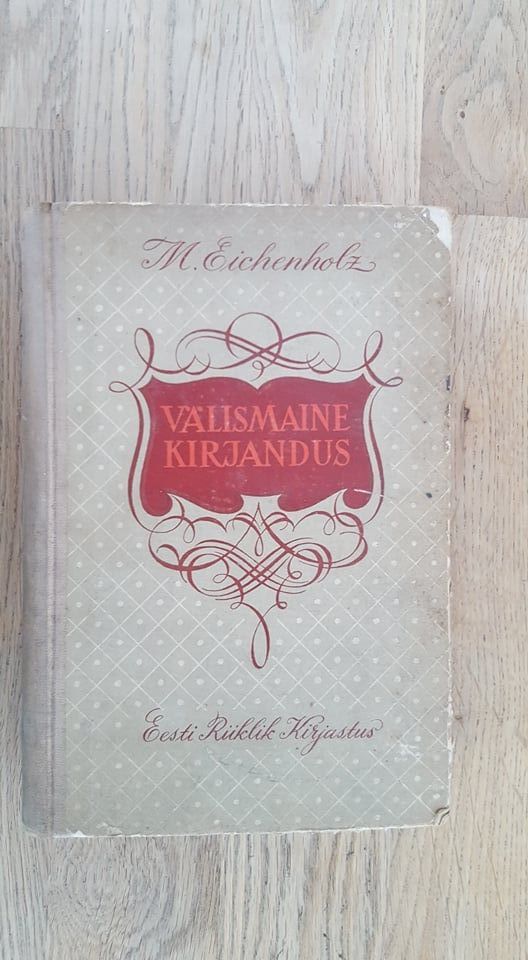 M. Eichenholz
VÄLISMAINE
KIRJANDUS
Eesti Riiklik Kirjastus